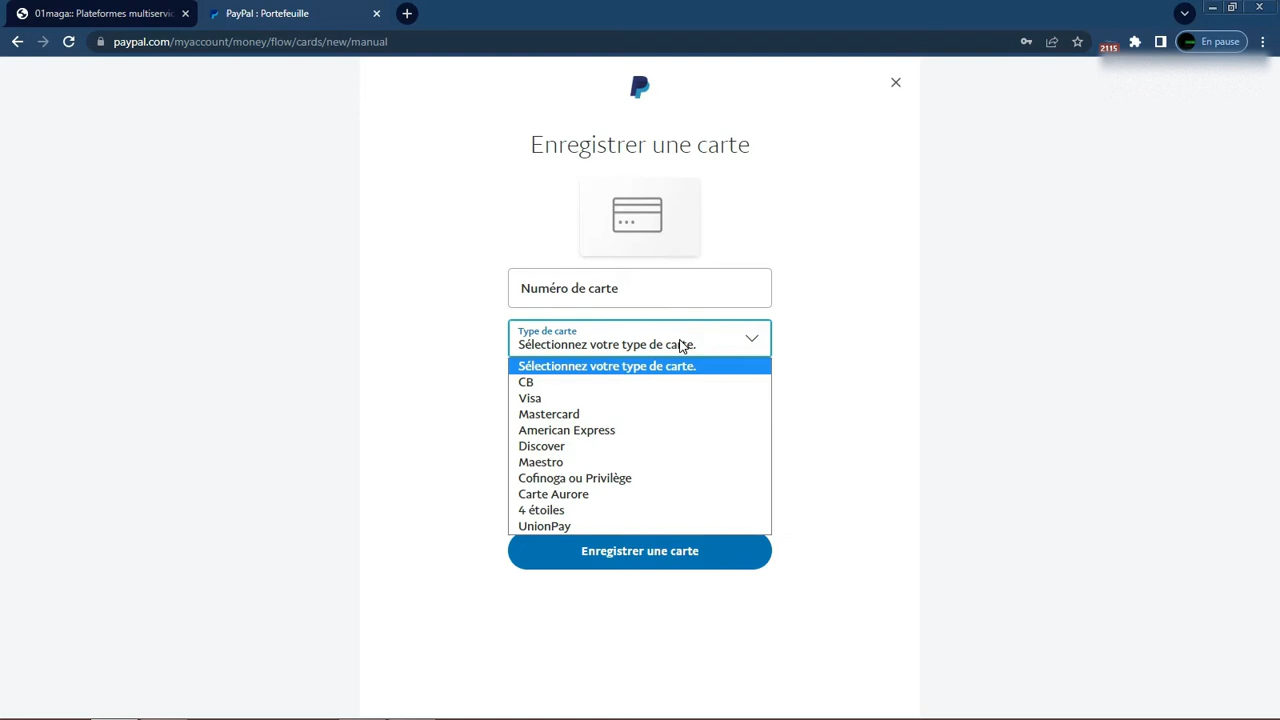 01maga:: Plateformes multiservic
PayPal : Portefeuille
paypal.com/myaccount/money/flow/cards/new/manual
2115
En pause
Enregistrer une carte
Numéro de carte
Type de carte
Sélectionnez votre type de carte.
Sélectionnez votre type de carte.
CB
Visa
Mastercard
American Express
Discover
Maestro
Cofinoga ou Privilège
Carte Aurore
4 étoiles
UnionPay
Enregistrer une carte